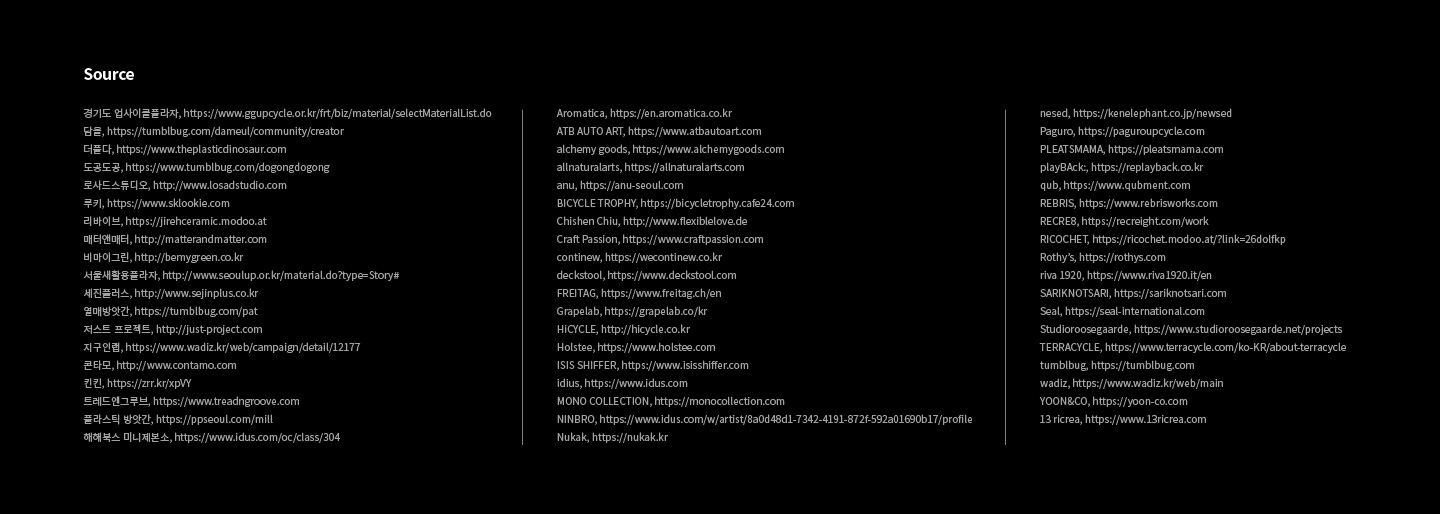 Source
경기도 업사이클플라자, https://www.ggupcycle.or.kr/frt/biz/material/selectMaterialList.do
담을, https://tumblbug.com/dameul/community/creator
더플다, https://www.theplasticdinosaur.com
도공도공, https://www.tumblbug.com/dogongdogong
로사드스튜디오, http://www.losadstudio.com
루키, https://www.sklookie.com
리바이브, https://jirehceramic.modoo.at
매터앤매터, http://matterandmatter.com
비마이그린, http://bemygreen.co.kr
서울새활용플라자, http://www.seoulup.or.kr/material.do?type=Story#
세진플러스, http://www.sejinplus.co.kr
열매방앗간, https://tumblbug.com/pat
저스트 프로젝트, http://just-project.com
지구인랩, https://www.wadiz.kr/web/campaign/detail/12177
콘타모, http://www.contamo.com
킨킨, https://zrr.kr/xpVY
트레드앤그루브, https://www.treadngroove.com
플라스틱 방앗간, https://ppseoul.com/mill
해해북스 미니제본소, https://www.idus.com/oc/class/304
Aromatica, https://en.aromatica.co.kr
ATB AUTO ART, https://www.atbautoart.com
alchemy goods, https://www.alchemygoods.com
allnaturalarts, https://allnaturalarts.com
anu, https://anu-seoul.com
BICYCLE TROPHY, https://bicycletrophy.cafe24.com
Chishen Chiu, http://www.flexiblelove.de
Craft Passion, https://www.craftpassion.com
continew, https://wecontinew.co.kr
deckstool, https://www.deckstool.com
FREITAG, https://www.freitag.ch/en
Grapelab, https://grapelab.co/kr
HiCYCLE, http://hicycle.co.kr
Holstee, https://www.holstee.com
ISIS SHIFFER, https://www.isisshiffer.com
idius, https://www.idus.com
MONO COLLECTION, https://monocollection.com
NINBRO, https://www.idus.com/w/artist/8a0d48d1-7342-4191-872f-592a01690b17/profile
Nukak, https://nukak.kr
nesed, https://kenelephant.co.jp/newsed
Paguro, https://paguroupcycle.com
PLEATSMAMA, https://pleatsmama.com
playBAck:, https://replayback.co.kr
qub, https://www.qubment.com
REBRIS, https://www.rebrisworks.com
RECRE8, https://recreight.com/work
RICOCHET, https://ricochet.modoo.at/?link=26dolfkp
Rothy's, https://rothys.com
riva 1920, https://www.riva1920.it/en
SARIKNOTSARI, https://sariknotsari.com
Seal, https://seal-international.com
Studioroosegaarde, https://www.studioroosegaarde.net/projects
TERRACYCLE, https://www.terracycle.com/ko-KR/about-terracycle
tumblbug, https://tumblbug.com
wadiz, https://www.wadiz.kr/web/main
YOON&CO, https://yoon-co.com
13 ricrea, https://www.13ricrea.com